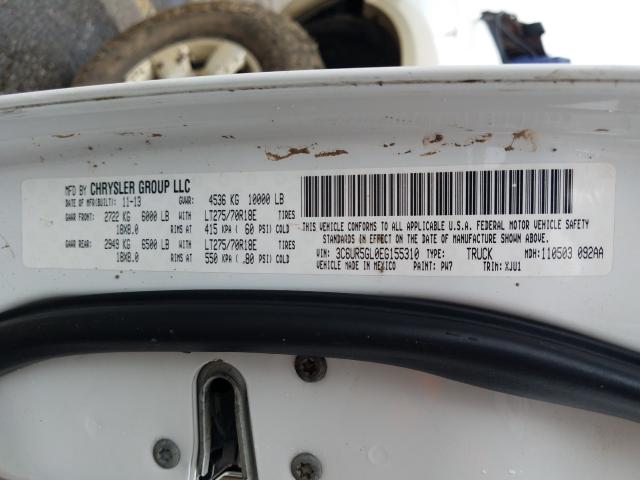 MFD BY CHRYSLER GROUP LLC
DATE OF MFR(BUILT): 11-13 GVWR: 4536 KG 10000 LB
GAWR FRONT: 2722 KG 6000 LB WITH LT275/70R18E TIRES
18X8.0 RIMS AT 415 KPA ( 60 PSI) COLD
GAWR REAR: 2949 KG 6500 LB WITH LT275/70R18E TIRES
18X8.0 RIMS AT 550 KPA ( 80 PSI) COLD
THIS VEHICLE CONFORMS TO ALL APPLICABLE U.S.A. FEDERAL MOTOR VEHICLE SAFETY
STANDARDS IN EFFECT ON THE DATE OF MANUFACTURE SHOWN ABOVE.
VIN: 3C6UR5GL0EG155310 TYPE: TRUCK MDH: 110503 092AA
VEHICLE MADE IN MEXICO PAINT: PW7 TRIM: XJU1